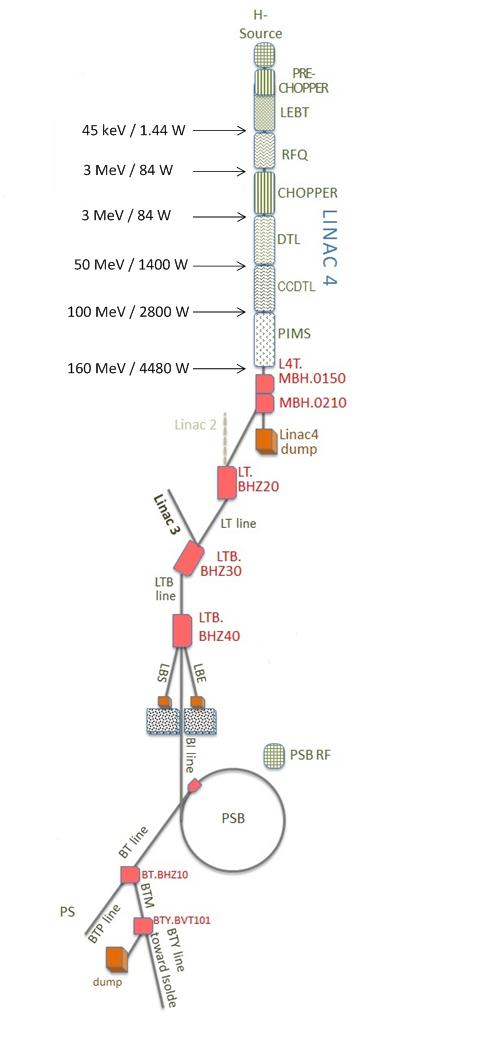 H-
Source
PRE-
CHOPPER
LEBT
45 keV / 1.44 W
RFQ
3 MeV / 84 W
CHOPPER
3 MeV / 84 W
LINAC 4
DTL
50 MeV / 1400 W
CCDTL
100 MeV / 2800 W
PIMS
160 MeV / 4480 W
L4T.
MBH.0150
MBH.0210
Linac 2
Linac4
dump
LT.
BHZ20
Linac 3
LT line
LTB.
BHZ30
LTB
line
LTB.
BHZ40
LBS
LBE
BI line
PSB RF
PSB
BT line
BT.BHZ10
BTM
PS
BTP line
BTY.BVT101
BTY line
toward Isolde
dump